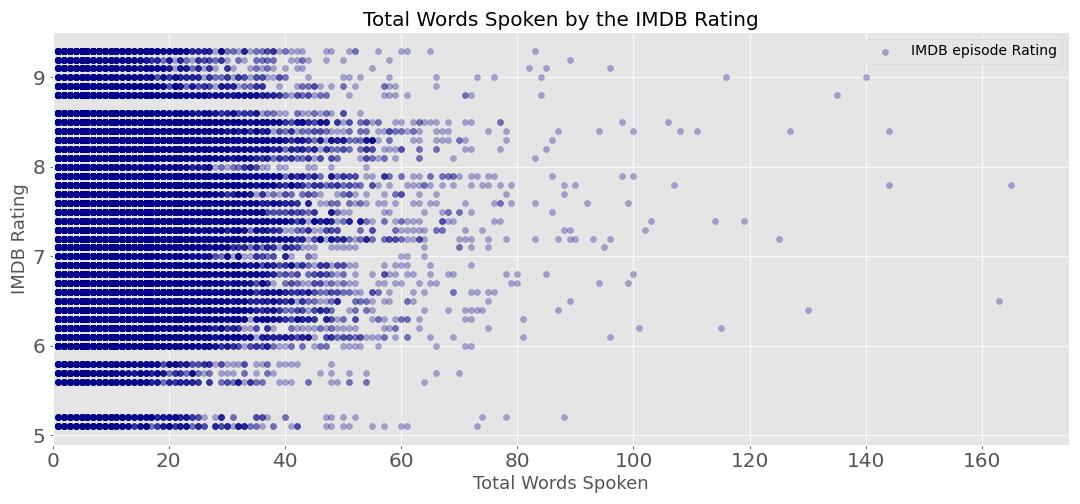 Total Words Spoken by the IMDB Rating
IMDB episode Rating
IMDB Rating
9
8
7
6
5
0 20 40 60 80 100 120 140 160
Total Words Spoken